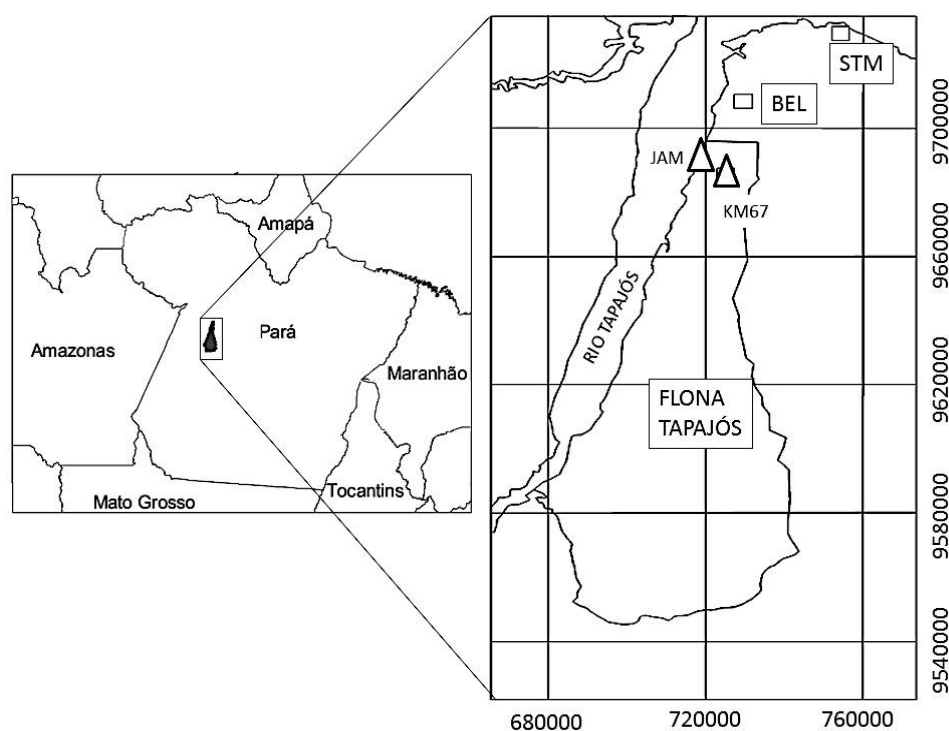 Amapá
Pará
Amazonas
Maranhão
Tocantins
Mato Grosso
STM
BEL
JAM
KM67
RIO TAPAJÓS
FLONA
TAPAJÓS
9700000
9660000
9620000
9580000
9540000
680000
720000
760000